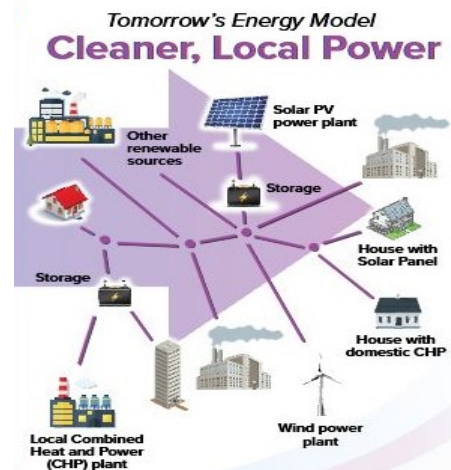 Tomorrow's Energy Model
Cleaner, Local Power
Other
renewable
sources
Solar PV
power plant
Storage
House with
Solar Panel
Storage
House with
domestic CHP
Wind power
plant
Local Combined
Heat and Power
(CHP) plant